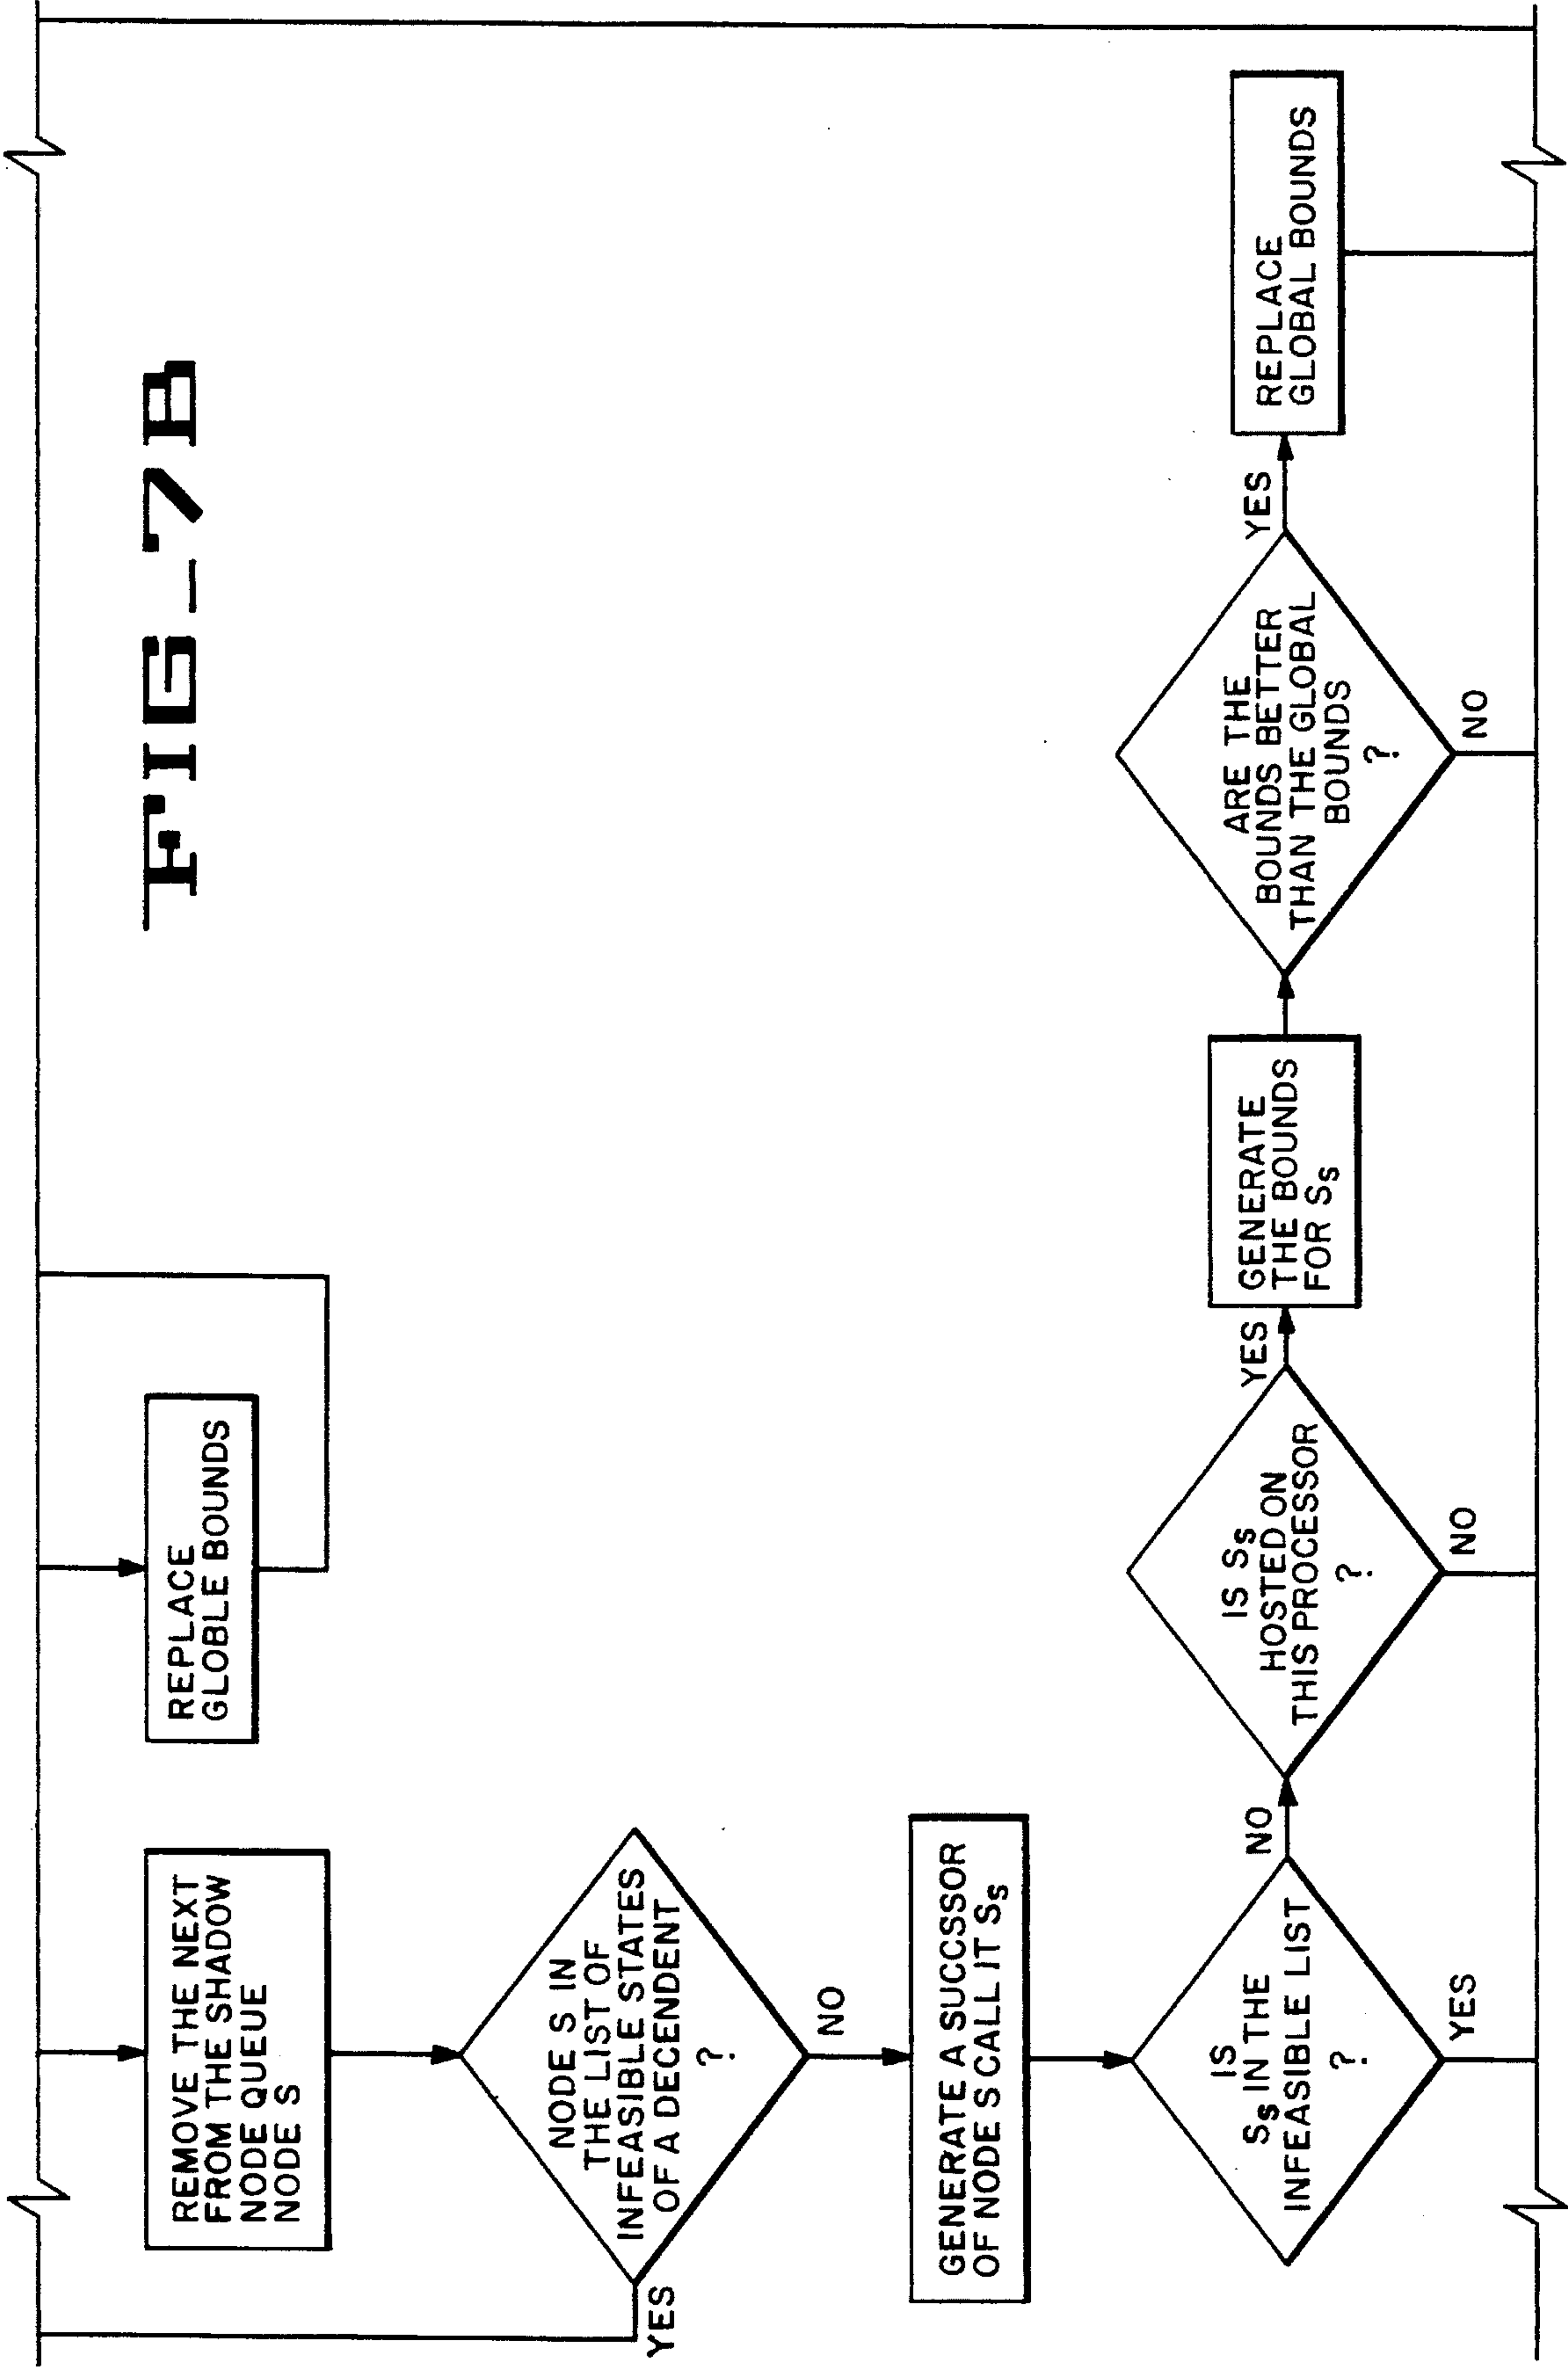 FIG_7B
REPLACE
GLOBLE BOUNDS
REMOVE THE NEXT
FROM THE SHADOW
NODE QUEUE
NODE S
NODE S IN
THE LIST OF
INFEASIBLE STATES
OF A DECENDENT
?
YES
NO
GENERATE A SUCCSSOR
OF NODE S CALL IT Ss
IS
Ss IN THE
INFEASIBLE LIST
?
YES
NO
IS Ss
HOSTED ON
THIS PROCESSOR
?
NO
YES
GENERATE
THE BOUNDS
FOR Ss
ARE THE
BOUNDS BETTER
THAN THE GLOBAL
BOUNDS
?
NO
YES
REPLACE
GLOBAL BOUNDS